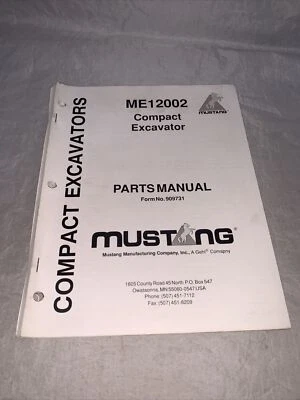 COMPACT EXCAVATORS
ME12002
Compact
Excavator
MUSTANG
PARTS MANUAL
Form No. 909731
MUSTANG®
Mustang Manufacturing Company, Inc., A Gehl® Company
1605 County Road 45 North P.O. Box 547
Owatonna, MN 55060-0547 USA
Phone: (507) 451-7112
Fax: (507) 451-8209